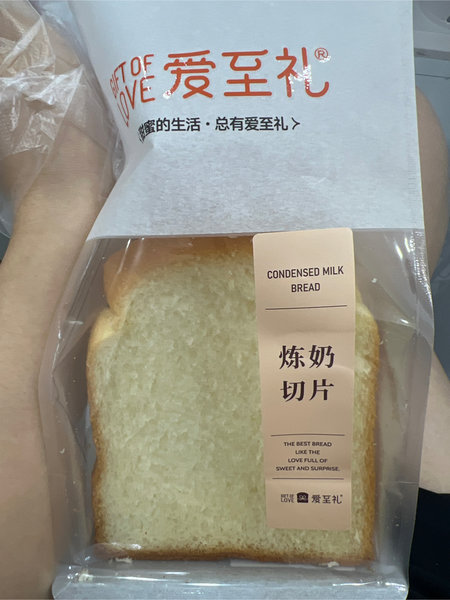 GIFT OF
LOVE
爱至礼®
蜜的生活·总有爱至礼
CONDENSED MILK
BREAD
炼奶
切片
THE BEST BREAD
LIKE THE
LOVE FULL OF
SWEET AND SURPRISE.
GIFT OF
LOVE
爱至礼